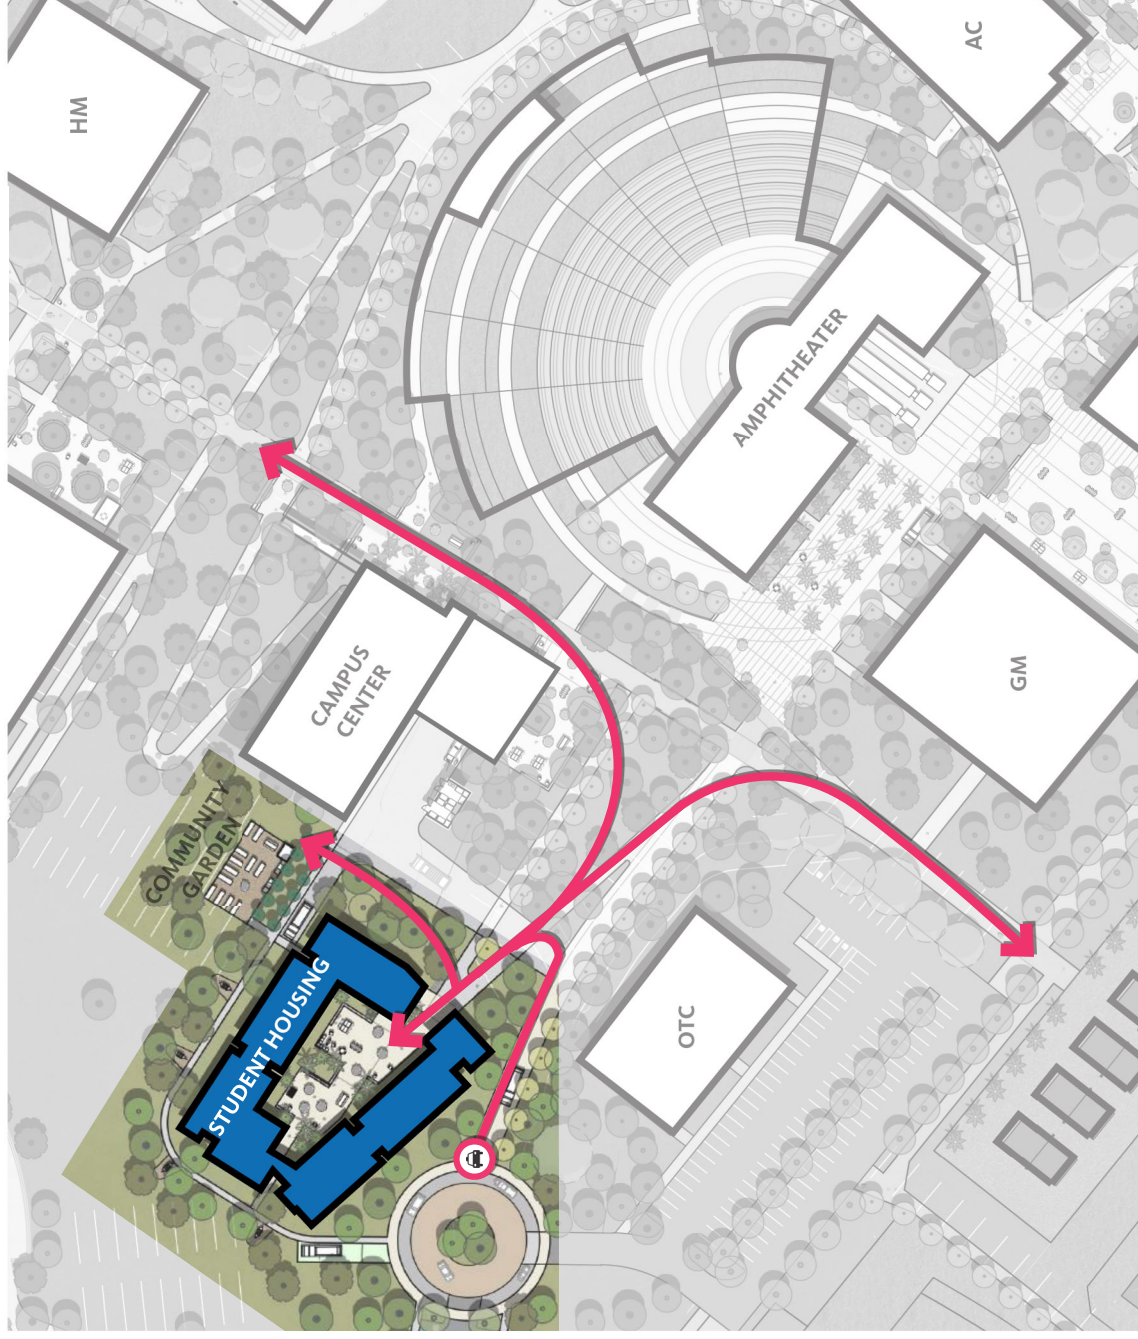 AC
HM
AMPHITHEATER
CAMPUS
CENTER
GM
COMMUNITY
GARDEN
STUDENT HOUSING
OTC